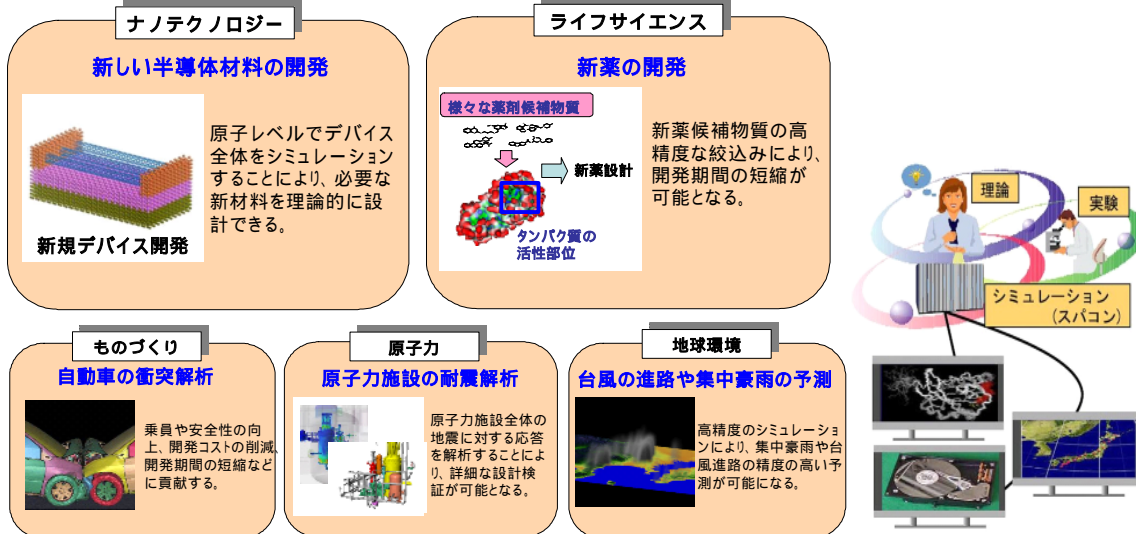 ナノテクノロジー
新しい半導体材料の開発
新規デバイス開発
原子レベルでデバイス
全体をシミュレーション
することにより、必要な
新材料を理論的に設
計できる。
ライフサイエンス
新薬の開発
様々な薬剤候補物質
新薬設計
タンパク質の
活性部位
新薬候補物質の高
精度な絞込みにより、
開発期間の短縮が
可能となる。
理論
実験
シミュレーション
(スパコン)
ものづくり
自動車の衝突解析
乗員や安全性の向
上、開発コストの削減、
開発期間の短縮など
に貢献する。
原子力
原子力施設の耐震解析
原子力施設全体の
地震に対する応答
を解析することによ
り、詳細な設計検
証が可能となる。
地球環境
台風の進路や集中豪雨の予測
高精度のシミュレーショ
ンにより、集中豪雨や台
風進路の精度の高い予
測が可能になる。